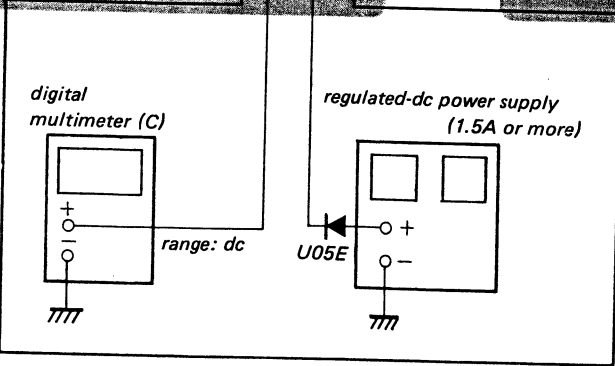 digital
multimeter (C)
regulated-dc power supply
(1.5A or more)
+
−
range: dc
U05E
+
−